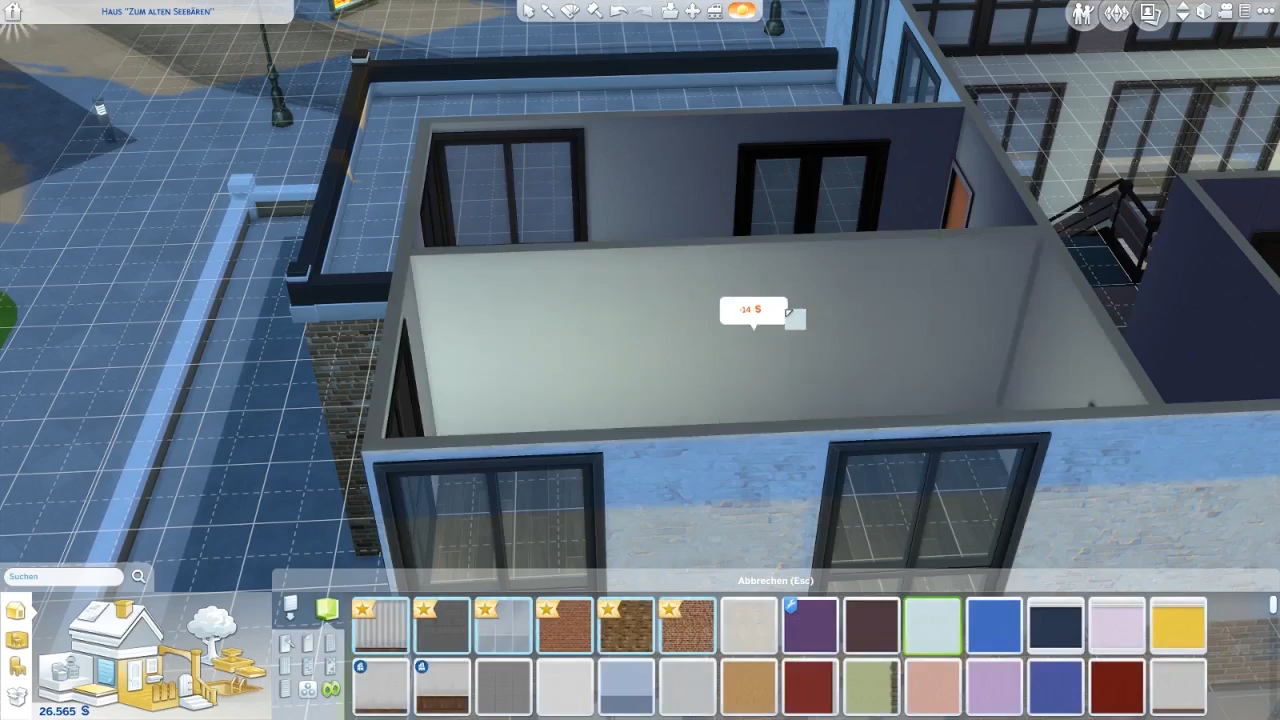 Haus "Zum alten Seebären"
-14 $
Abbrechen (Esc)
Suchen
26.565 $